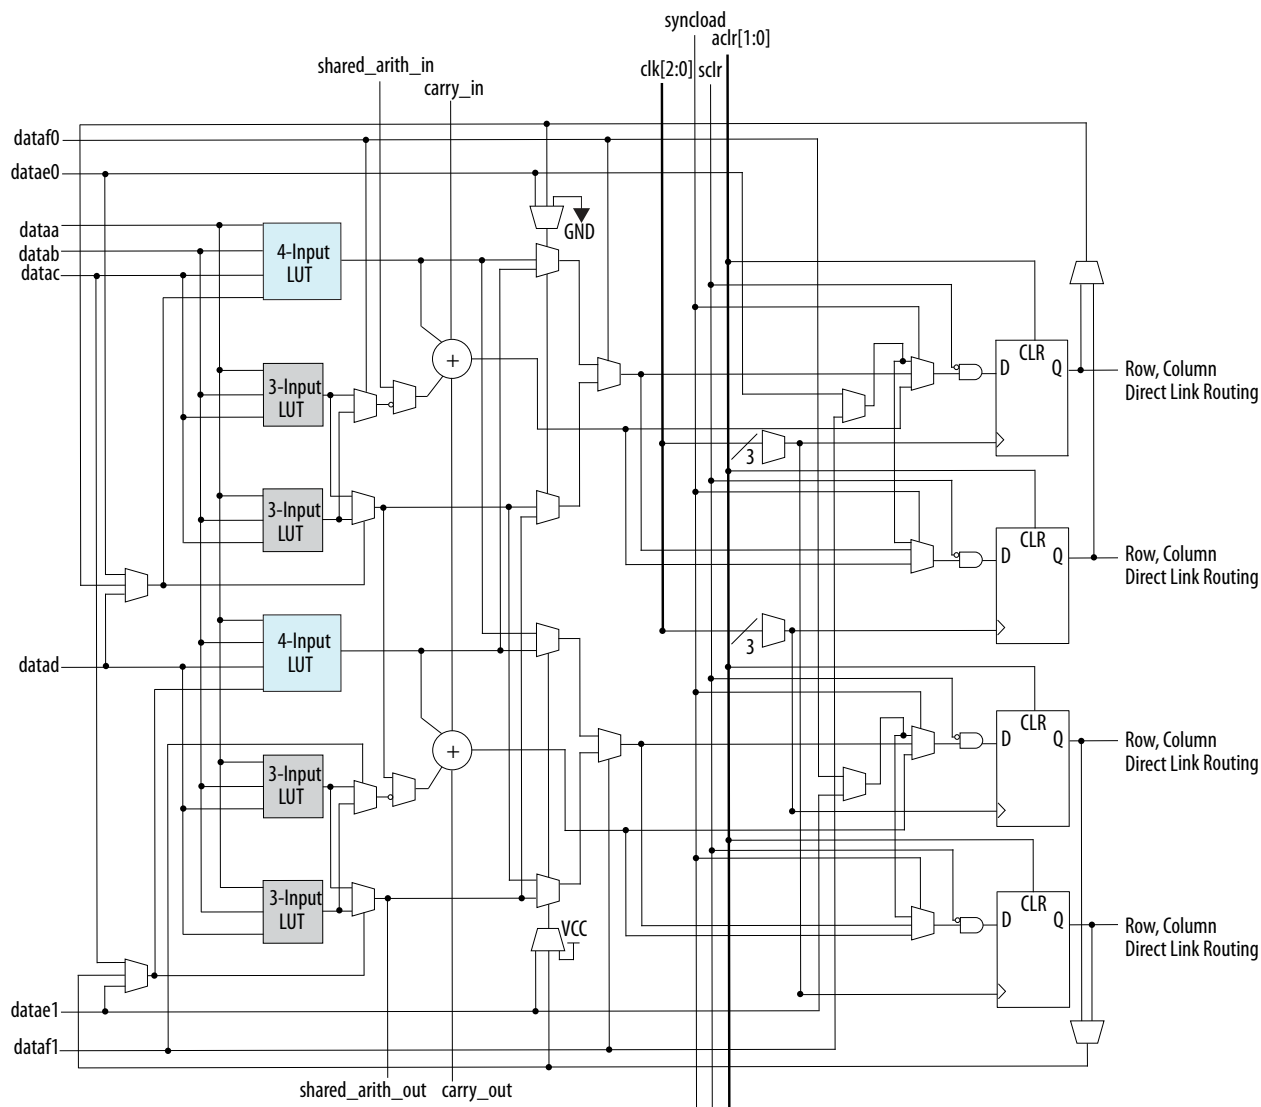 syncload
aclr[1:0]
shared_arith_in
clk[2:0]
sclr
carry_in
dataf0
datae0
dataa
GND
4-Input
LUT
datab
datac
CLR
D
Q
Row, Column
Direct Link Routing
+
3-Input
LUT
3
3-Input
LUT
CLR
D
Q
Row, Column
Direct Link Routing
4-Input
LUT
3
datad
CLR
D
Q
Row, Column
Direct Link Routing
+
3-Input
LUT
3-Input
LUT
CLR
D
Q
Row, Column
Direct Link Routing
VCC
datae1
dataf1
shared_arith_out
carry_out